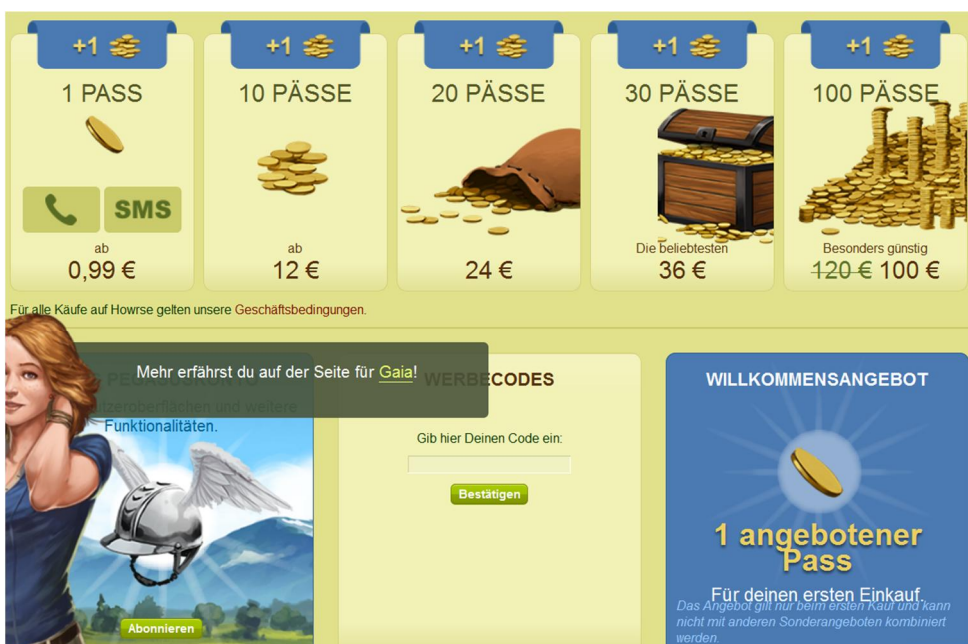 +1
+1
+1
+1
+1
1 PASS
10 PÄSSE
20 PÄSSE
30 PÄSSE
100 PÄSSE
SMS
ab
0,99 €
ab
12 €
24 €
Die beliebtesten
36 €
Besonders günstig
120 € 100 €
Für alle Käufe auf Howrse gelten unsere Geschäftsbedingungen.
Mehr erfährst du auf der Seite für Gaia!
PEGASUSKONTO
und weitere
Funktionalitäten.
Abonnieren
WERBECODES
Gib hier Deinen Code ein:
Bestätigen
WILLKOMMENSANGEBOT
1 angebotener
Pass
Für deinen ersten Einkauf.
Das Angebot gilt nur beim ersten Kauf und kann
nicht mit anderen Sonderangeboten kombiniert
werden.